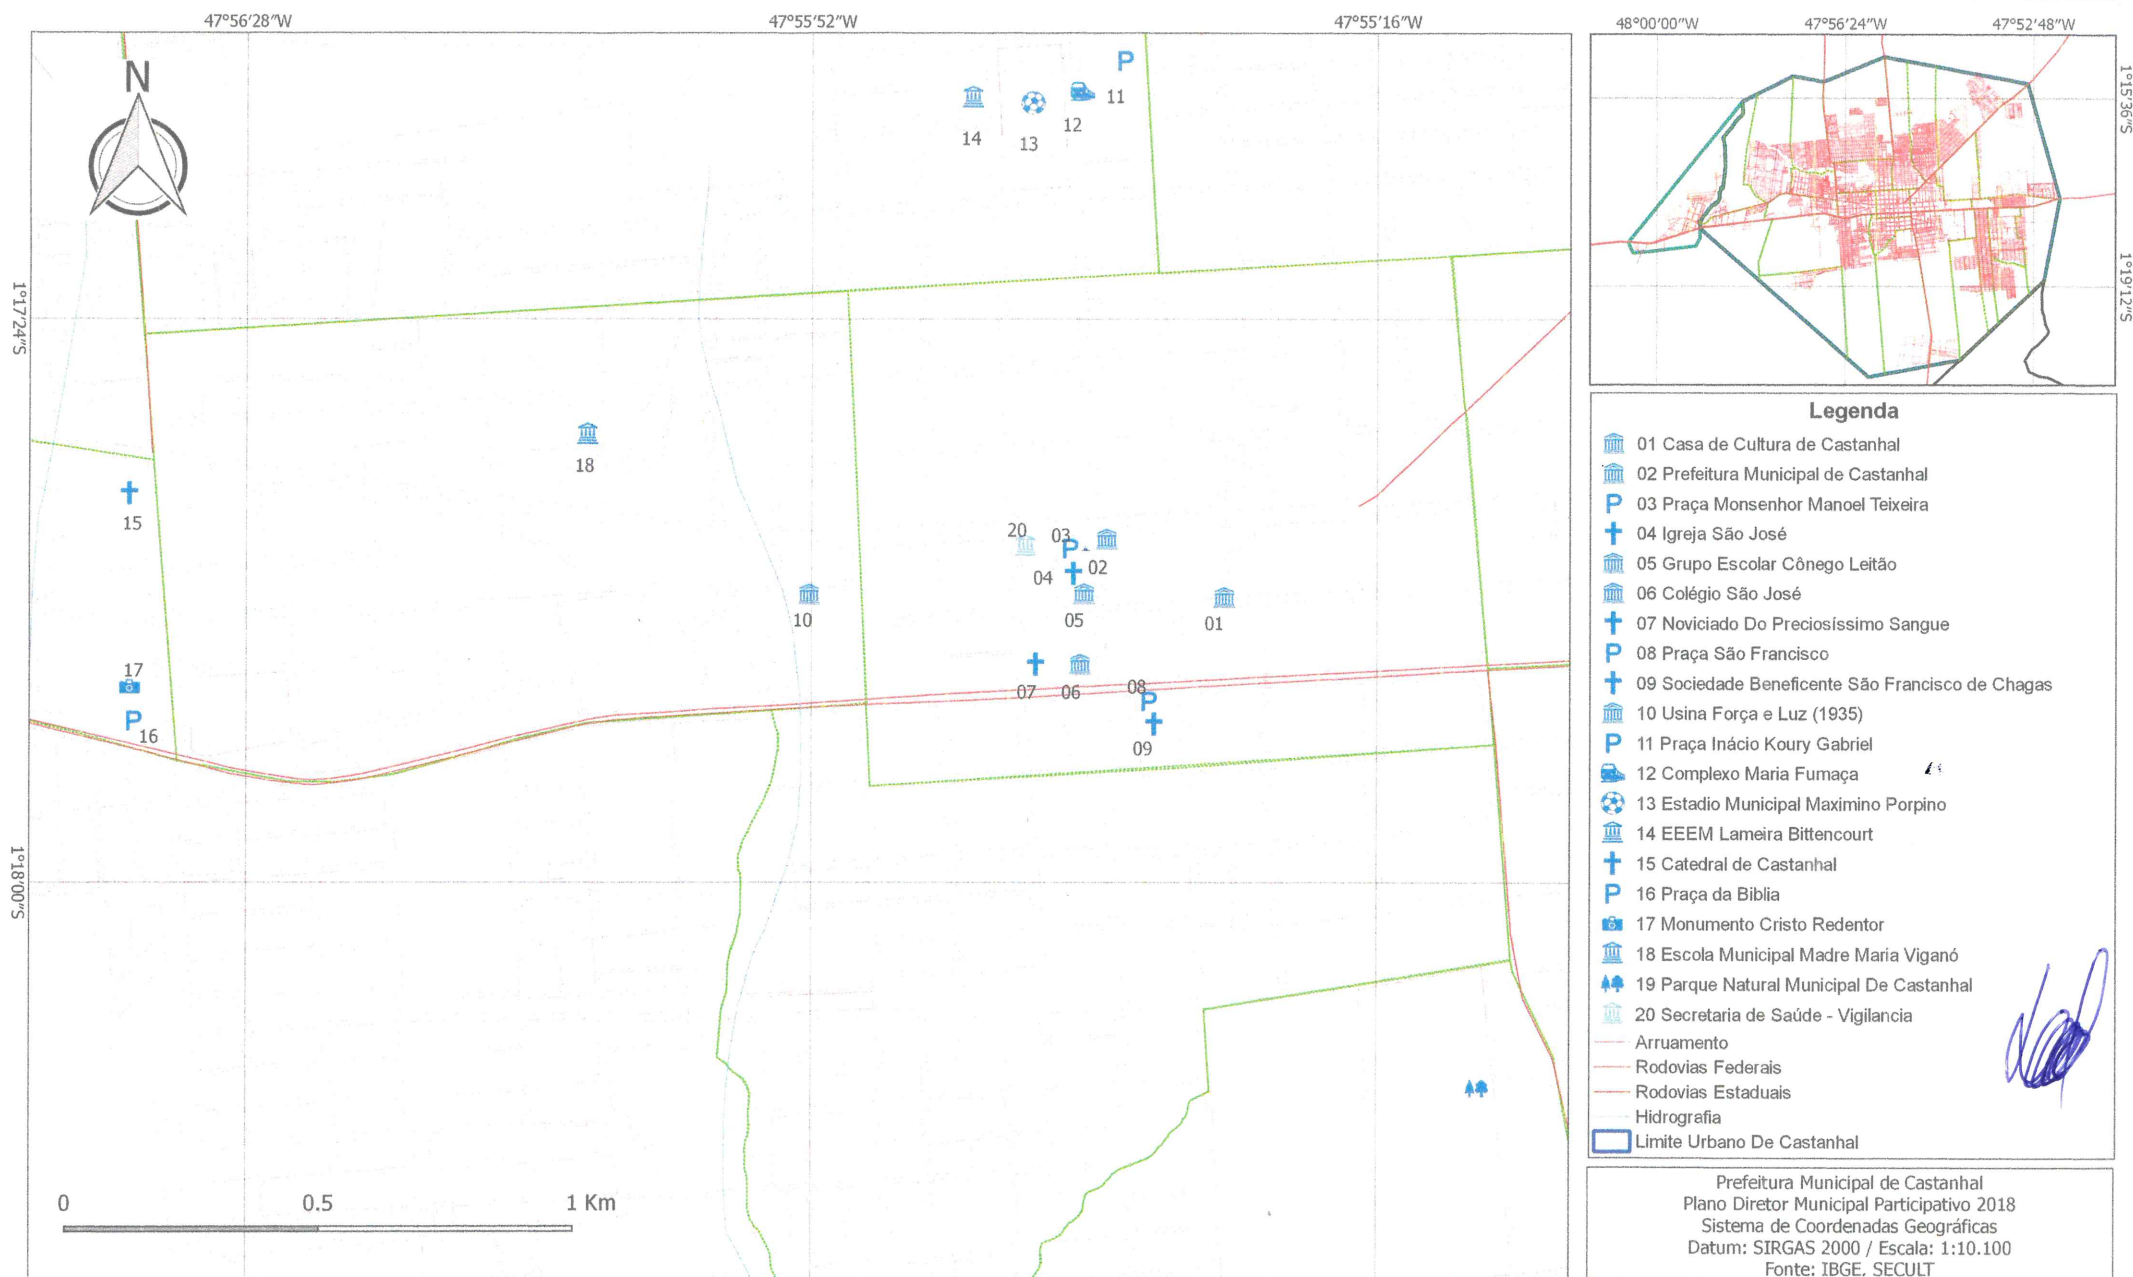 47°56'28"W
47°55'52"W
47°55'16"W
48°00'00"W
47°56'24"W
47°52'48"W
N
P
11
12
13
14
1°15'36"S
1°19'12"S
1°17'24"S
18
15
20
03
P
02
04
05
01
10
17
07
06
08
P
P
16
09
1°18'00"S
0
0.5
1 Km
Legenda
01 Casa de Cultura de Castanhal
02 Prefeitura Municipal de Castanhal
P 03 Praça Monsenhor Manoel Teixeira
04 Igreja São José
05 Grupo Escolar Cônego Leitão
06 Colégio São José
07 Noviciado Do Preciosíssimo Sangue
P 08 Praça São Francisco
09 Sociedade Beneficente São Francisco de Chagas
10 Usina Força e Luz (1935)
P 11 Praça Inácio Koury Gabriel
12 Complexo Maria Fumaça
13 Estadio Municipal Maximino Porpino
14 EEEM Lameira Bittencourt
15 Catedral de Castanhal
P 16 Praça da Biblia
17 Monumento Cristo Redentor
18 Escola Municipal Madre Maria Viganó
19 Parque Natural Municipal De Castanhal
20 Secretaria de Saúde - Vigilancia
Arruamento
Rodovias Federais
Rodovias Estaduais
Hidrografia
Limite Urbano De Castanhal
Prefeitura Municipal de Castanhal
Plano Diretor Municipal Participativo 2018
Sistema de Coordenadas Geográficas
Datum: SIRGAS 2000 / Escala: 1:10.100
Fonte: IBGE, SECULT